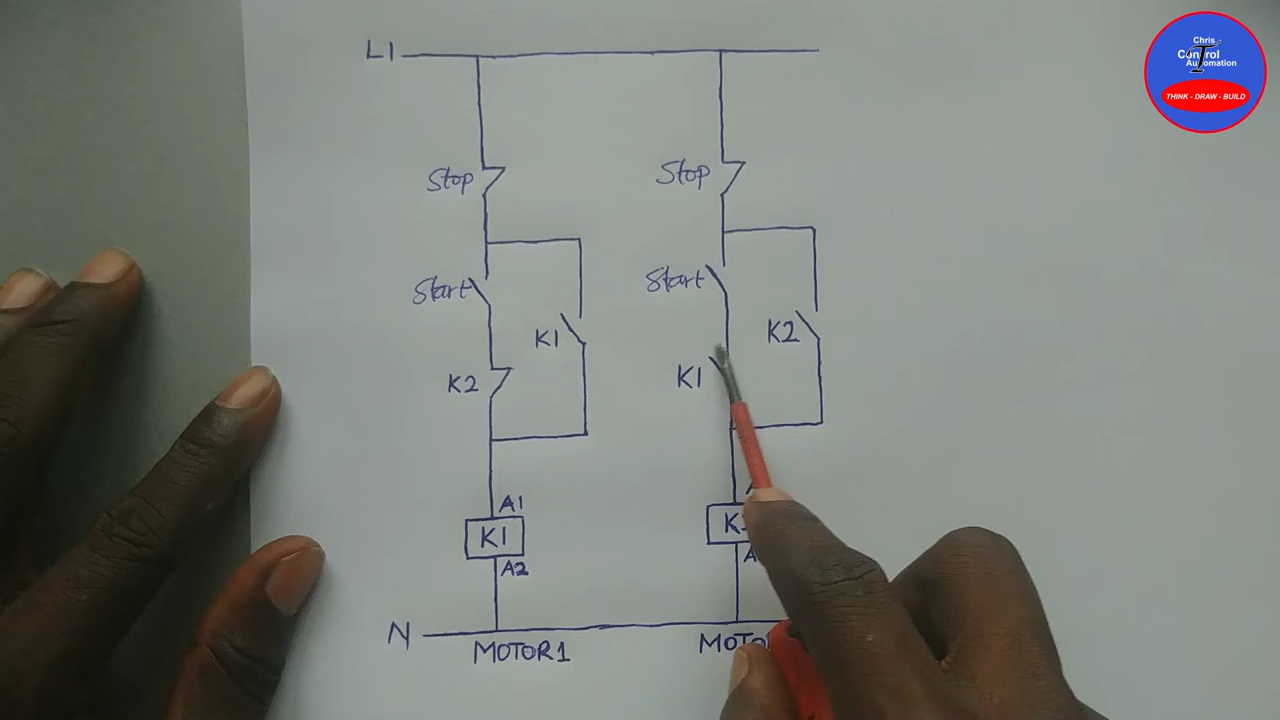 L1
Stop
Stop
Start
Start
K1
K2
K2
K1
A1
K1
A2
N
MOTOR1
Chris
Control
Automation
THINK - DRAW - BUILD